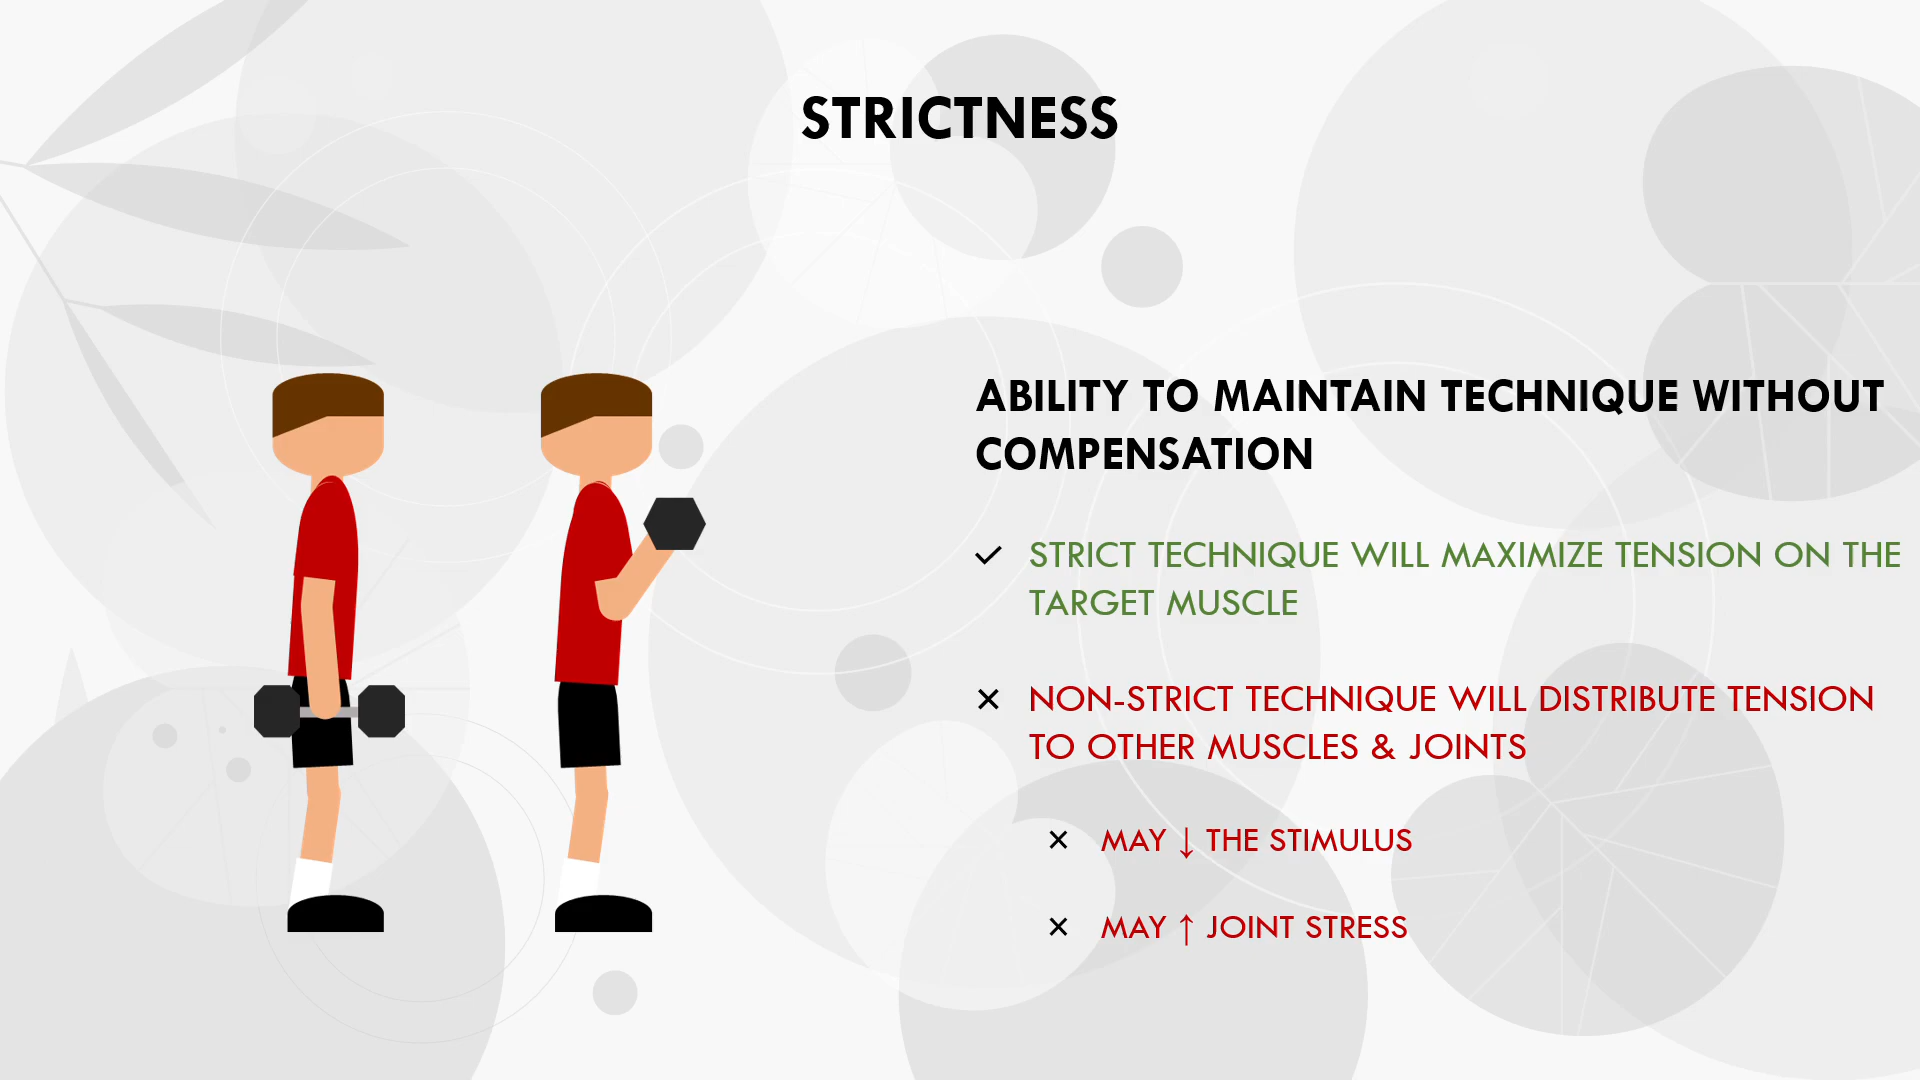 STRICTNESS
ABILITY TO MAINTAIN TECHNIQUE WITHOUT
COMPENSATION
✓ STRICT TECHNIQUE WILL MAXIMIZE TENSION ON THE
TARGET MUSCLE
× NON-STRICT TECHNIQUE WILL DISTRIBUTE TENSION
TO OTHER MUSCLES & JOINTS
× MAY ↓ THE STIMULUS
× MAY ↑ JOINT STRESS